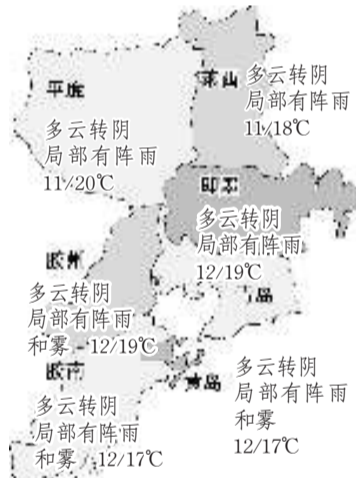 平度
多云转阴
局部有阵雨
11/20℃
莱西
多云转阴
局部有阵雨
11/18℃
即墨
多云转阴
局部有阵雨
12/19℃
胶州
多云转阴
局部有阵雨
和雾 12/19℃
岛
胶南
多云转阴
局部有阵雨
和雾 12/17℃
黄岛
多云转阴
局部有阵雨
和雾
12/17℃